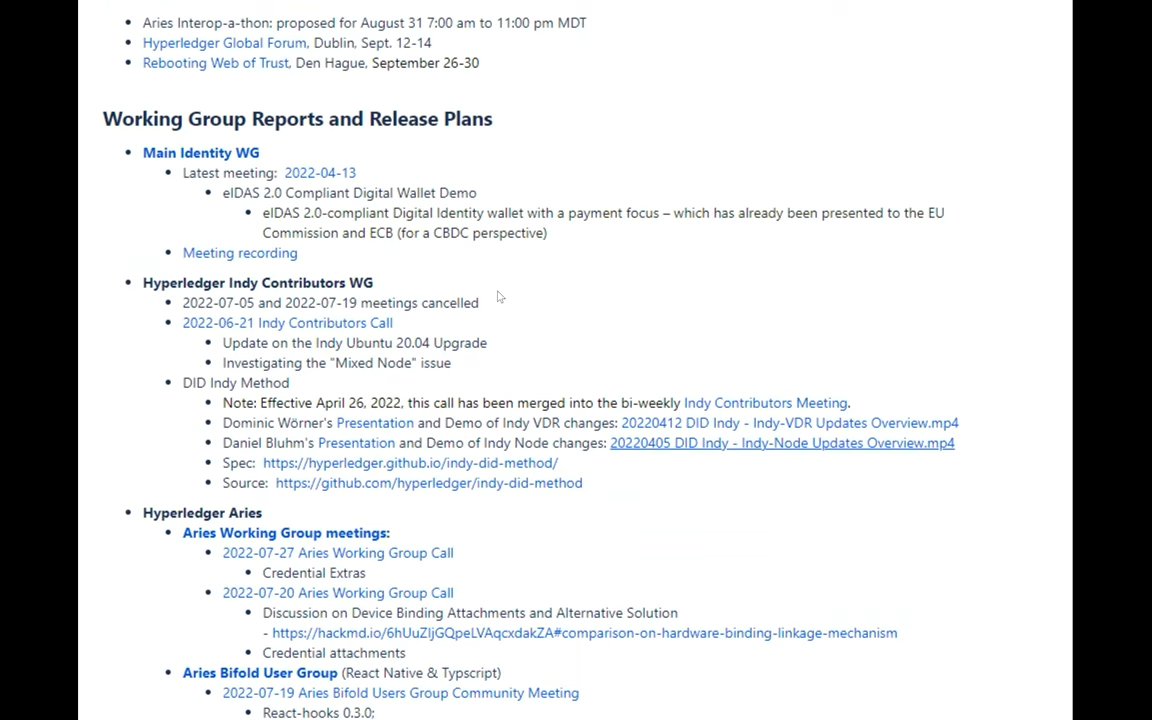 Aries Interop-a-thon: proposed for August 31 7:00 am to 11:00 pm MDT
Hyperledger Global Forum, Dublin, Sept. 12-14
Rebooting Web of Trust, Den Hague, September 26-30
Working Group Reports and Release Plans
Main Identity WG
Latest meeting: 2022-04-13
eIDAS 2.0 Compliant Digital Wallet Demo
eIDAS 2.0-compliant Digital Identity wallet with a payment focus – which has already been presented to the EU
Commission and ECB (for a CBDC perspective)
Meeting recording
Hyperledger Indy Contributors WG
2022-07-05 and 2022-07-19 meetings cancelled
2022-06-21 Indy Contributors Call
Update on the Indy Ubuntu 20.04 Upgrade
Investigating the "Mixed Node" issue
DID Indy Method
Note: Effective April 26, 2022, this call has been merged into the bi-weekly Indy Contributors Meeting.
Dominic Wörner's Presentation and Demo of Indy VDR changes: 20220412 DID Indy - Indy-VDR Updates Overview.mp4
Daniel Bluhm's Presentation and Demo of Indy Node changes: 20220405 DID Indy - Indy-Node Updates Overview.mp4
Spec: https://hyperledger.github.io/indy-did-method/
Source: https://github.com/hyperledger/indy-did-method
Hyperledger Aries
Aries Working Group meetings:
2022-07-27 Aries Working Group Call
Credential Extras
2022-07-20 Aries Working Group Call
Discussion on Device Binding Attachments and Alternative Solution
- https://hackmd.io/6hUuZljGQpeLVAqcxdakZA#comparison-on-hardware-binding-linkage-mechanism
Credential attachments
Aries Bifold User Group (React Native & Typscript)
2022-07-19 Aries Bifold Users Group Community Meeting
React-hooks 0.3.0;